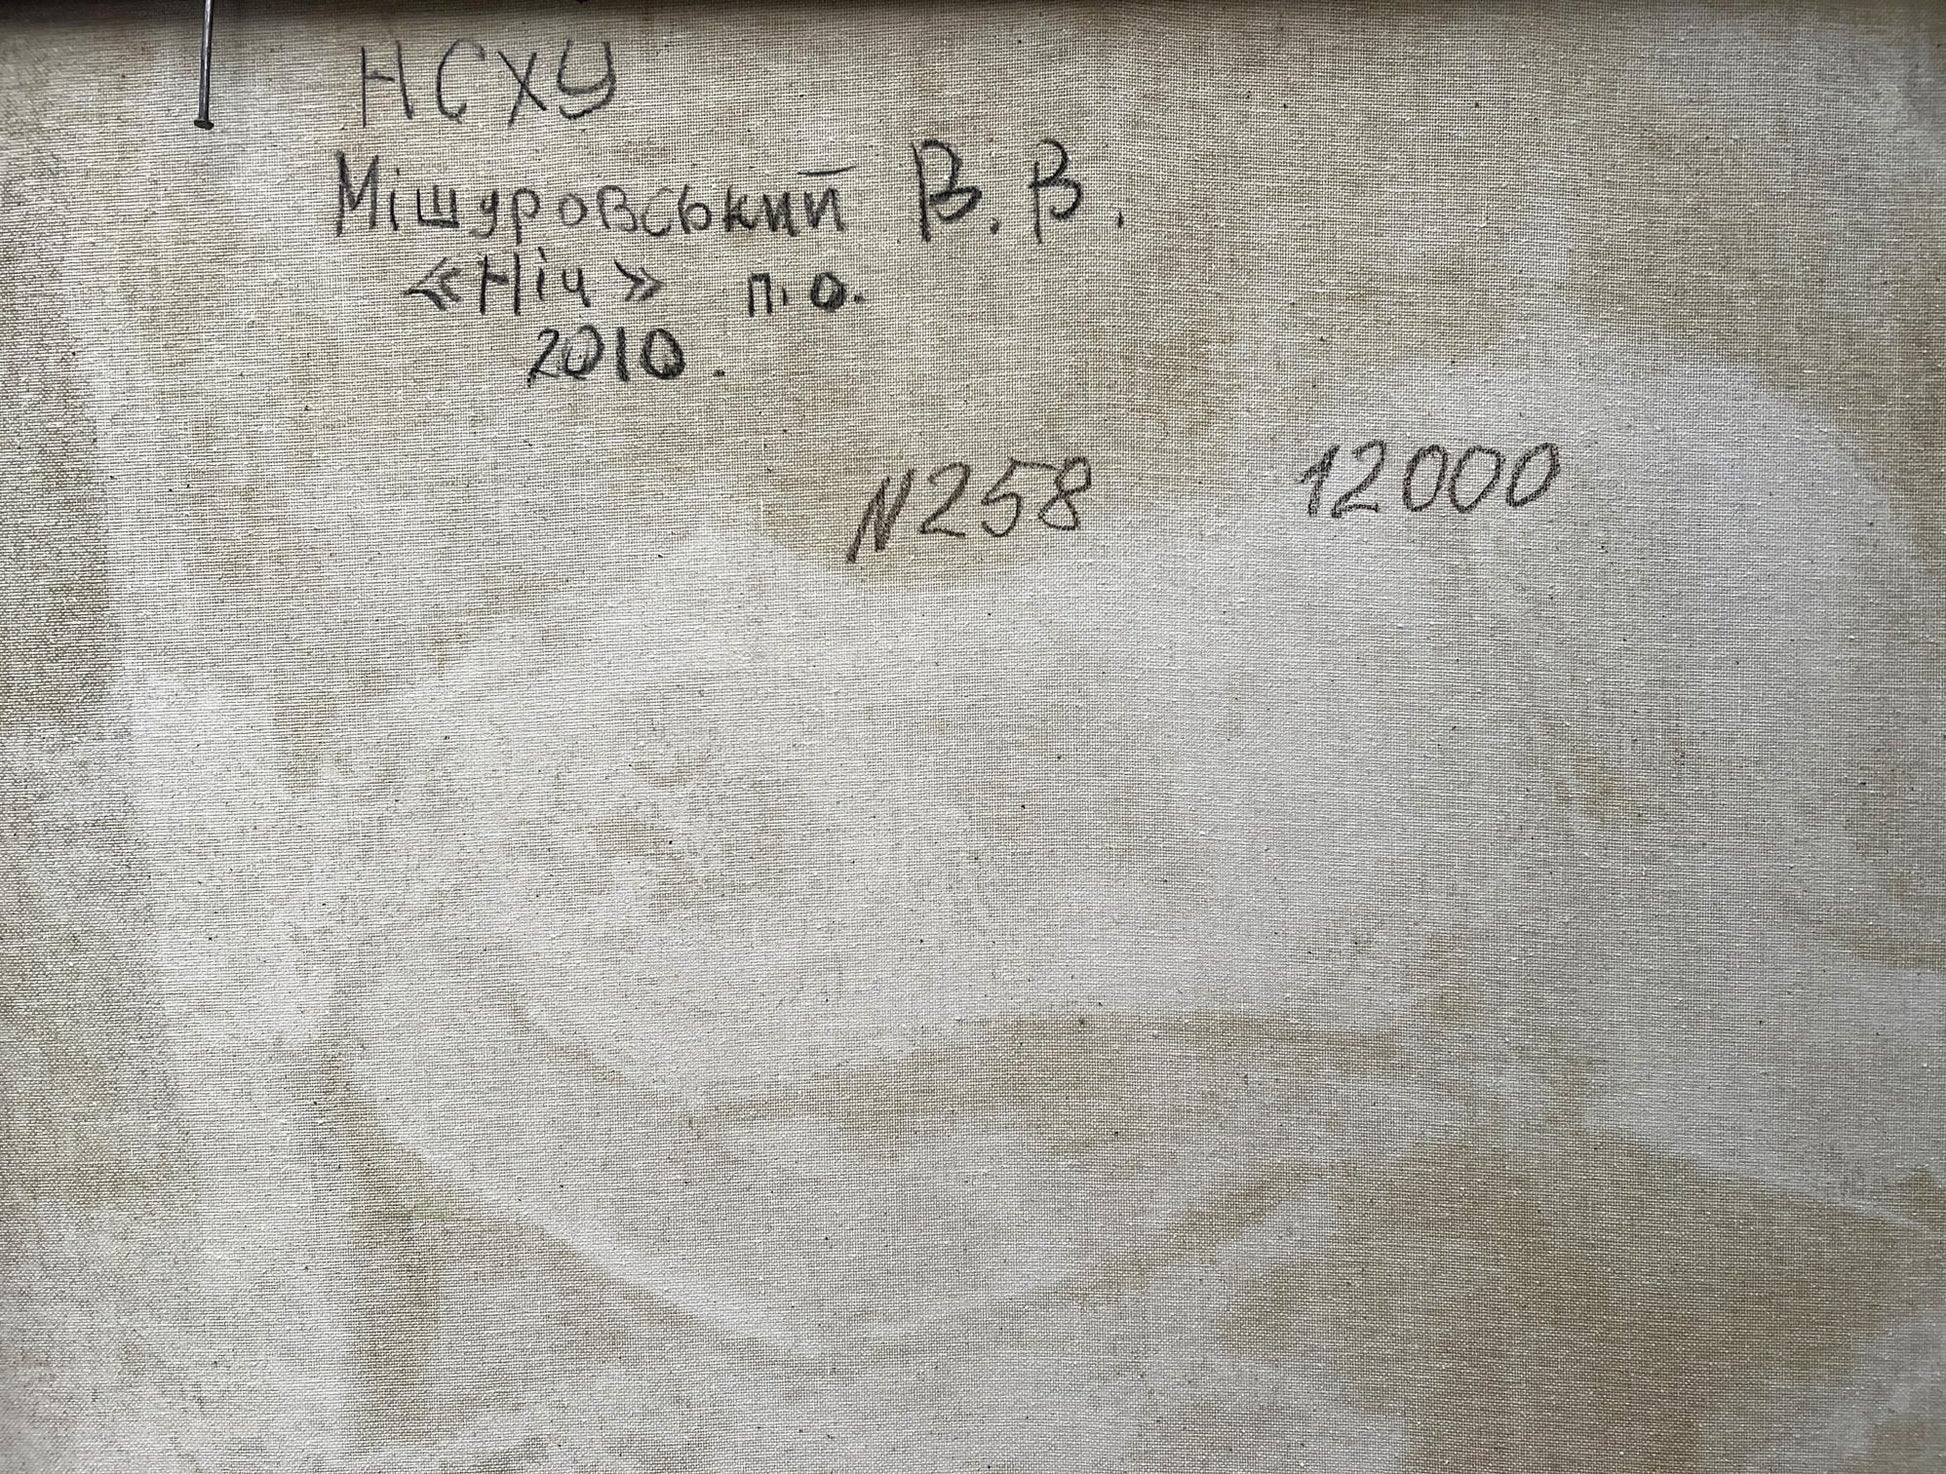 НСХУ
Мішуровський В. В.
«Ніч» п. о.
2010.
N258 12000